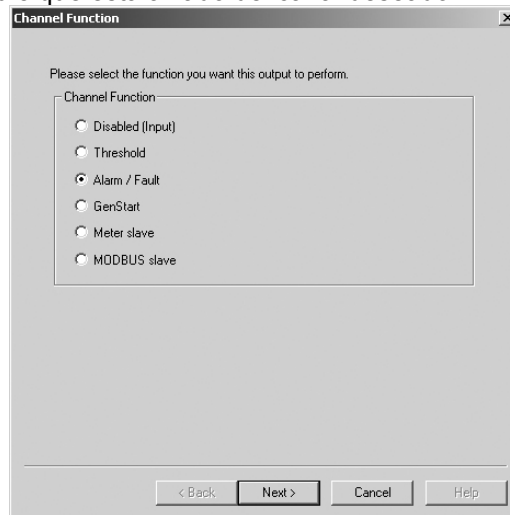 Channel Function
Please select the function you want this output to perform.
Channel Function
Disabled (Input)
Threshold
Alarm / Fault
GenStart
Meter slave
MODBUS slave
< Back
Next >
Cancel
Help